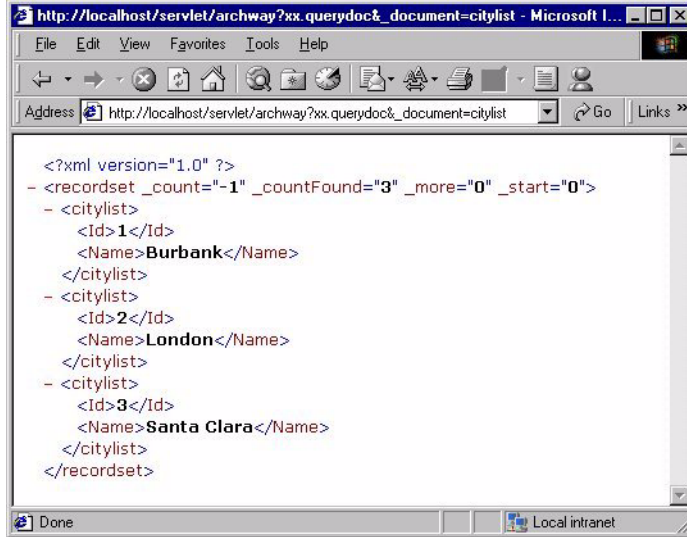 http://localhost/servlet/archway?xx.querydoc&_document=citylist - Microsoft I...
File Edit View Favorites Tools Help
Address http://localhost/servlet/archway?xx.querydoc&_document=citylist Go Links »
<?xml version="1.0" ?>
- <recordset _count="-1" _countFound="3" _more="0" _start="0">
- <citylist>
<Id>1</Id>
<Name>Burbank</Name>
</citylist>
- <citylist>
<Id>2</Id>
<Name>London</Name>
</citylist>
- <citylist>
<Id>3</Id>
<Name>Santa Clara</Name>
</citylist>
</recordset>
Done Local intranet